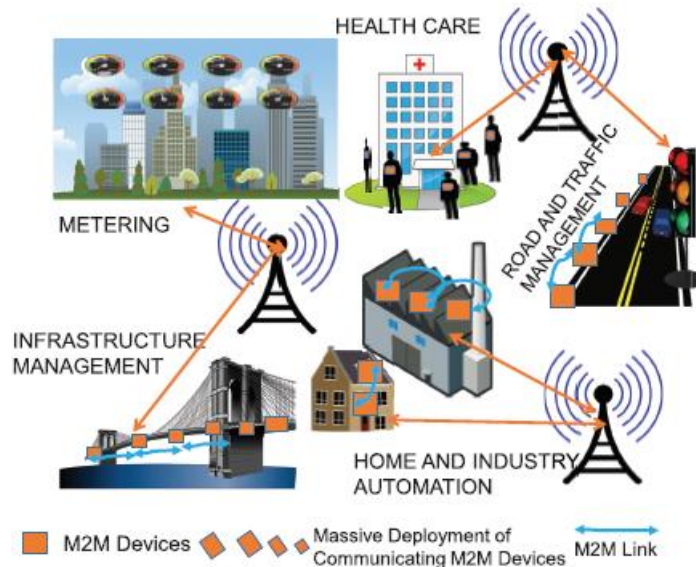 HEALTH CARE
METERING
ROAD AND TRAFFIC
MANAGEMENT
INFRASTRUCTURE
MANAGEMENT
HOME AND INDUSTRY
AUTOMATION
M2M Devices
Massive Deployment of
Communicating M2M Devices
M2M Link